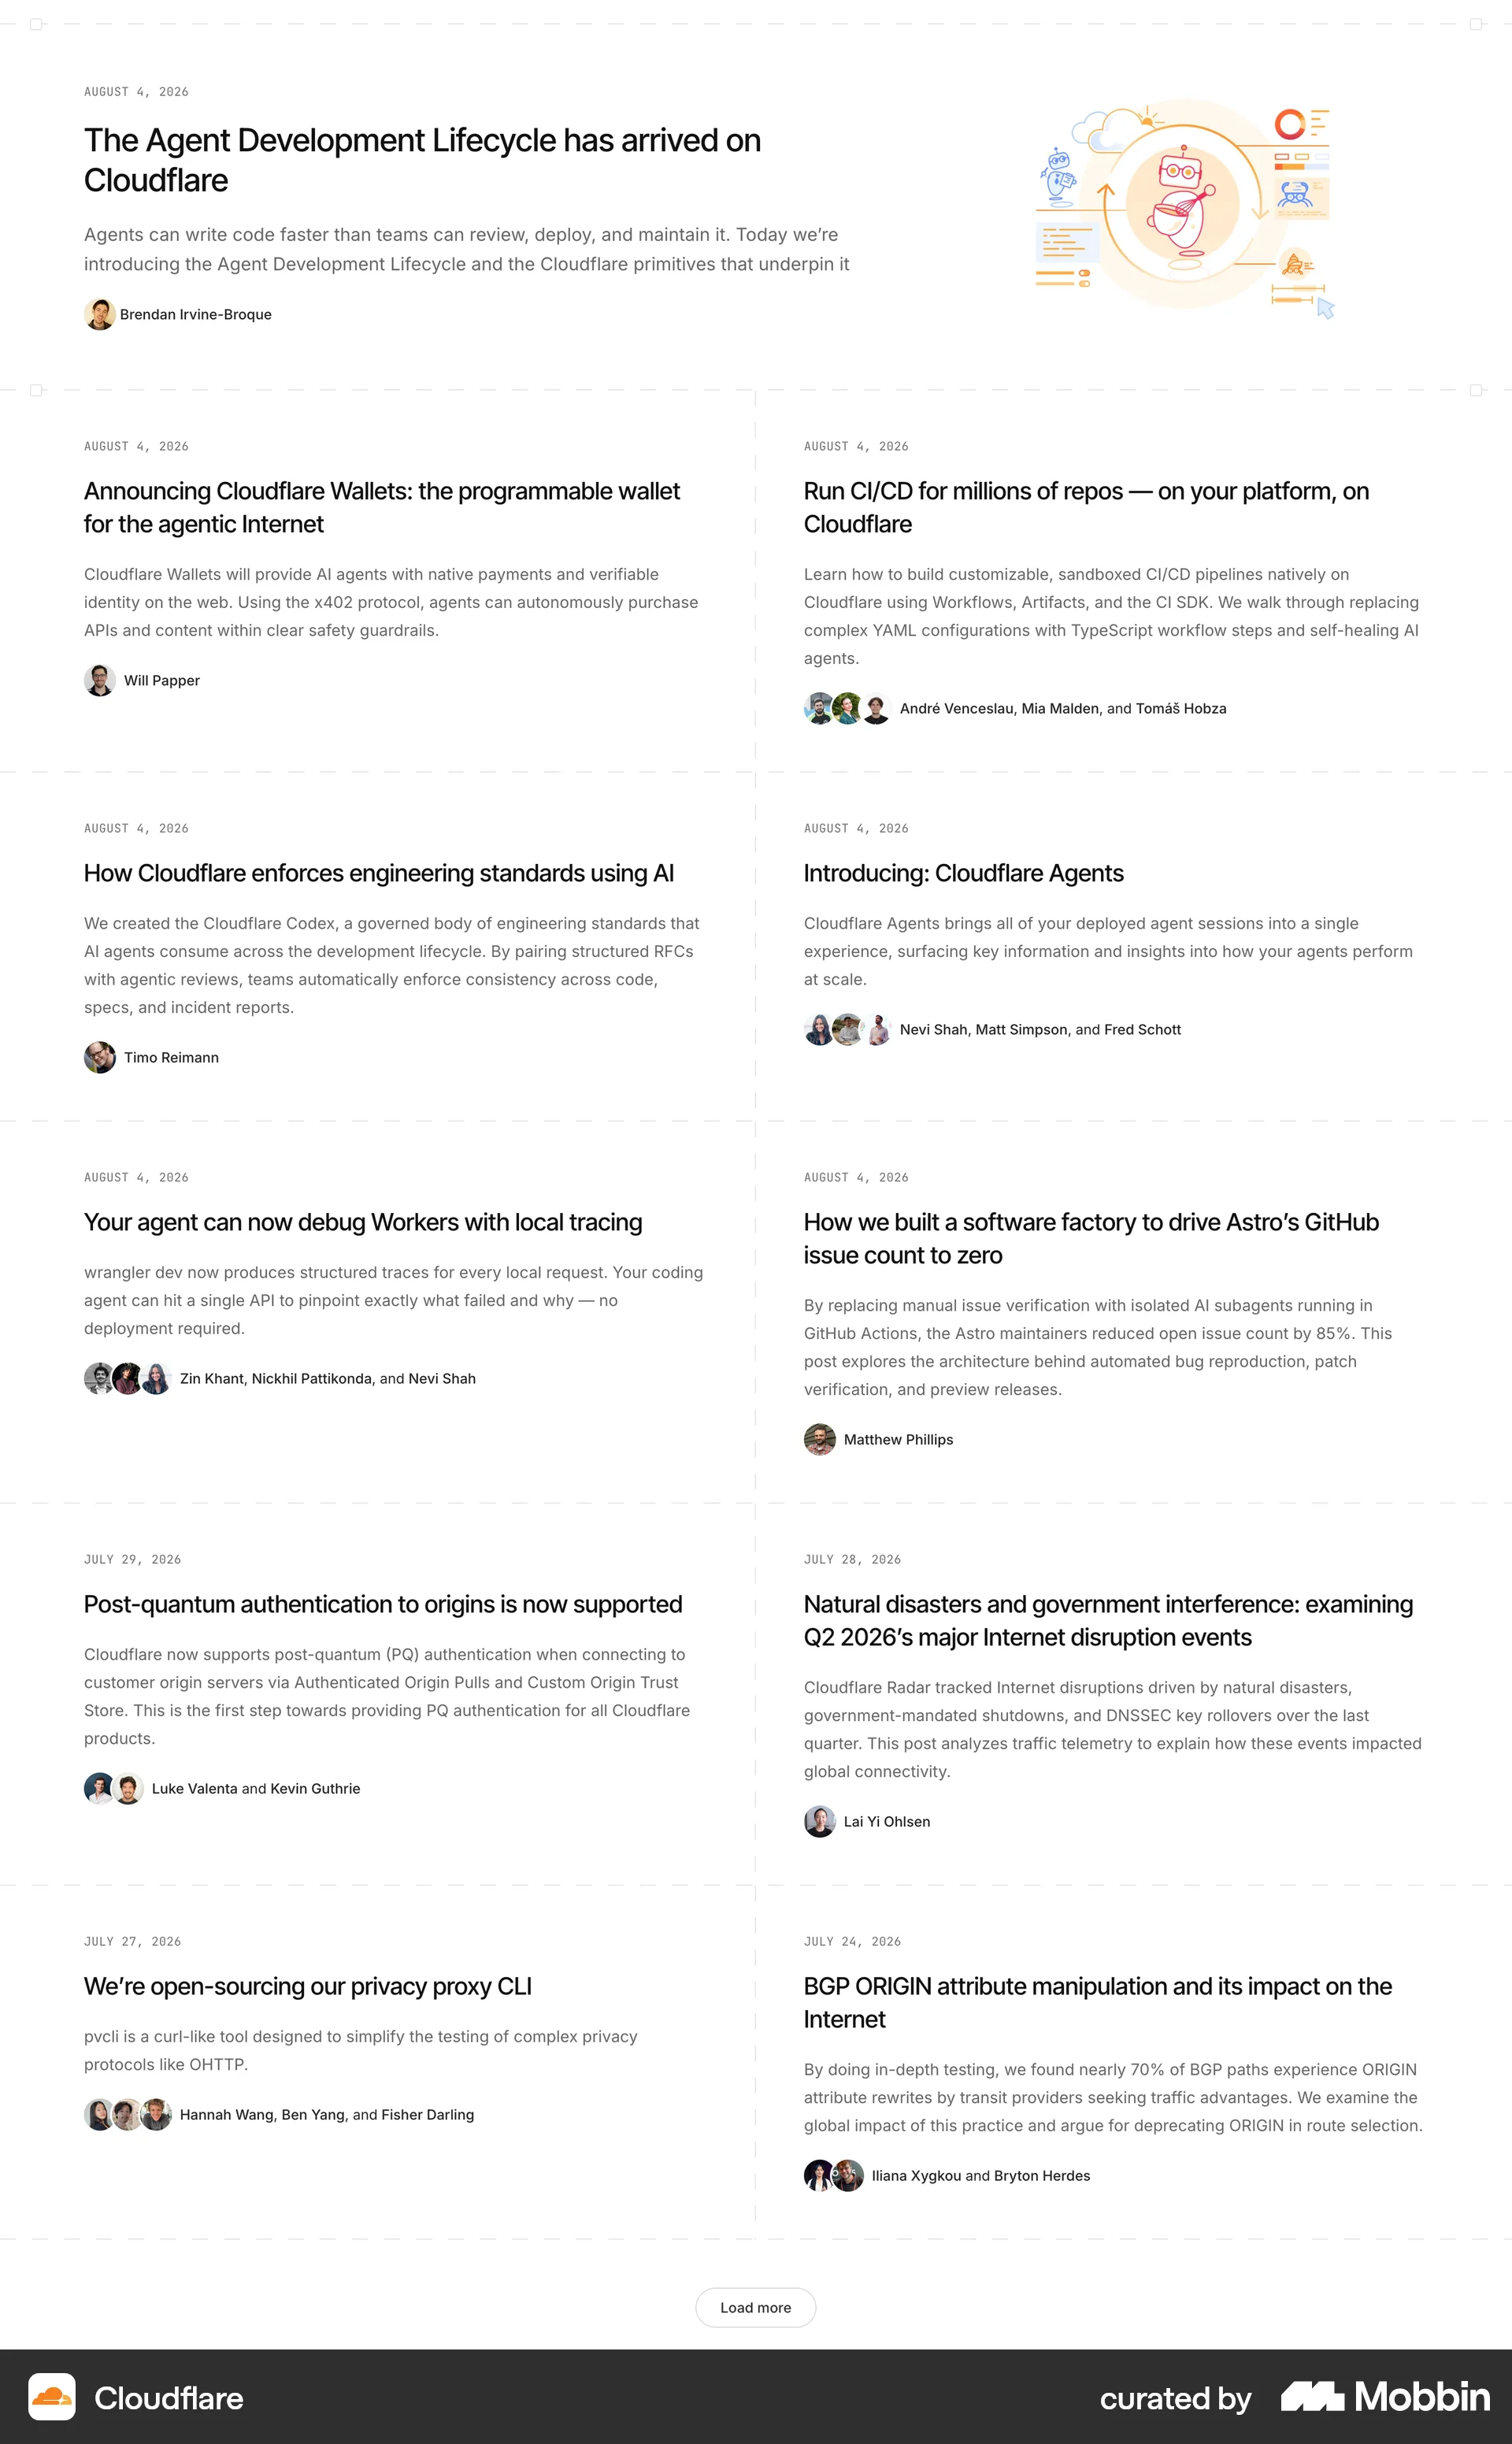 AUGUST 4, 2026
The Agent Development Lifecycle has arrived on
Cloudflare
Agents can write code faster than teams can review, deploy, and maintain it. Today we’re
introducing the Agent Development Lifecycle and the Cloudflare primitives that underpin it
Brendan Irvine-Broque
AUGUST 4, 2026
Announcing Cloudflare Wallets: the programmable wallet
for the agentic Internet
Cloudflare Wallets will provide AI agents with native payments and verifiable
identity on the web. Using the x402 protocol, agents can autonomously purchase
APIs and content within clear safety guardrails.
Will Papper
AUGUST 4, 2026
Run CI/CD for millions of repos — on your platform, on
Cloudflare
Learn how to build customizable, sandboxed CI/CD pipelines natively on
Cloudflare using Workflows, Artifacts, and the CI SDK. We walk through replacing
complex YAML configurations with TypeScript workflow steps and self-healing AI
agents.
André Venceslau, Mia Malden, and Tomáš Hobza
AUGUST 4, 2026
How Cloudflare enforces engineering standards using AI
We created the Cloudflare Codex, a governed body of engineering standards that
AI agents consume across the development lifecycle. By pairing structured RFCs
with agentic reviews, teams automatically enforce consistency across code,
specs, and incident reports.
Timo Reimann
AUGUST 4, 2026
Introducing: Cloudflare Agents
Cloudflare Agents brings all of your deployed agent sessions into a single
experience, surfacing key information and insights into how your agents perform
at scale.
Nevi Shah, Matt Simpson, and Fred Schott
AUGUST 4, 2026
Your agent can now debug Workers with local tracing
wrangler dev now produces structured traces for every local request. Your coding
agent can hit a single API to pinpoint exactly what failed and why — no
deployment required.
Zin Khant, Nickhil Pattikonda, and Nevi Shah
AUGUST 4, 2026
How we built a software factory to drive Astro’s GitHub
issue count to zero
By replacing manual issue verification with isolated AI subagents running in
GitHub Actions, the Astro maintainers reduced open issue count by 85%. This
post explores the architecture behind automated bug reproduction, patch
verification, and preview releases.
Matthew Phillips
JULY 29, 2026
Post-quantum authentication to origins is now supported
Cloudflare now supports post-quantum (PQ) authentication when connecting to
customer origin servers via Authenticated Origin Pulls and Custom Origin Trust
Store. This is the first step towards providing PQ authentication for all Cloudflare
products.
Luke Valenta and Kevin Guthrie
JULY 28, 2026
Natural disasters and government interference: examining
Q2 2026’s major Internet disruption events
Cloudflare Radar tracked Internet disruptions driven by natural disasters,
government-mandated shutdowns, and DNSSEC key rollovers over the last
quarter. This post analyzes traffic telemetry to explain how these events impacted
global connectivity.
Lai Yi Ohlsen
JULY 27, 2026
We’re open-sourcing our privacy proxy CLI
pvcli is a curl-like tool designed to simplify the testing of complex privacy
protocols like OHTTP.
Hannah Wang, Ben Yang, and Fisher Darling
JULY 24, 2026
BGP ORIGIN attribute manipulation and its impact on the
Internet
By doing in-depth testing, we found nearly 70% of BGP paths experience ORIGIN
attribute rewrites by transit providers seeking traffic advantages. We examine the
global impact of this practice and argue for deprecating ORIGIN in route selection.
Iliana Xygkou and Bryton Herdes
Load more
Cloudflare
curated by Mobbin